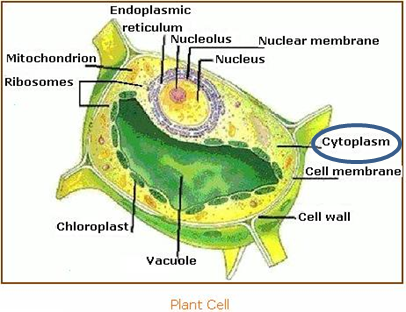 Endoplasmic
reticulum
Nucleolus
Nuclear membrane
Nucleus
Mitochondrion
Ribosomes
Cytoplasm
Cell membrane
Cell wall
Chloroplast
Vacuole
Plant Cell